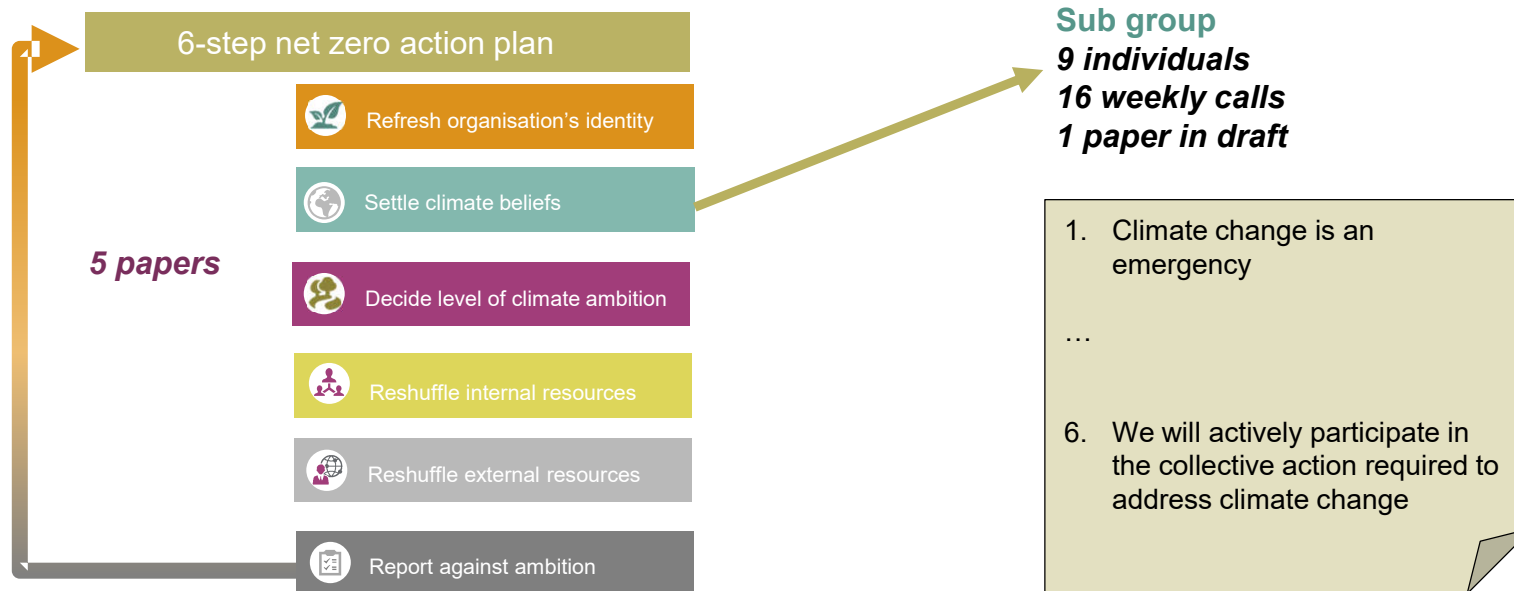 6-step net zero action plan
Refresh organisation's identity
Settle climate beliefs
5 papers
Decide level of climate ambition
Reshuffle internal resources
Reshuffle external resources
Report against ambition
Sub group
9 individuals
16 weekly calls
1 paper in draft
1. Climate change is an
emergency
…
6. We will actively participate in
the collective action required to
address climate change